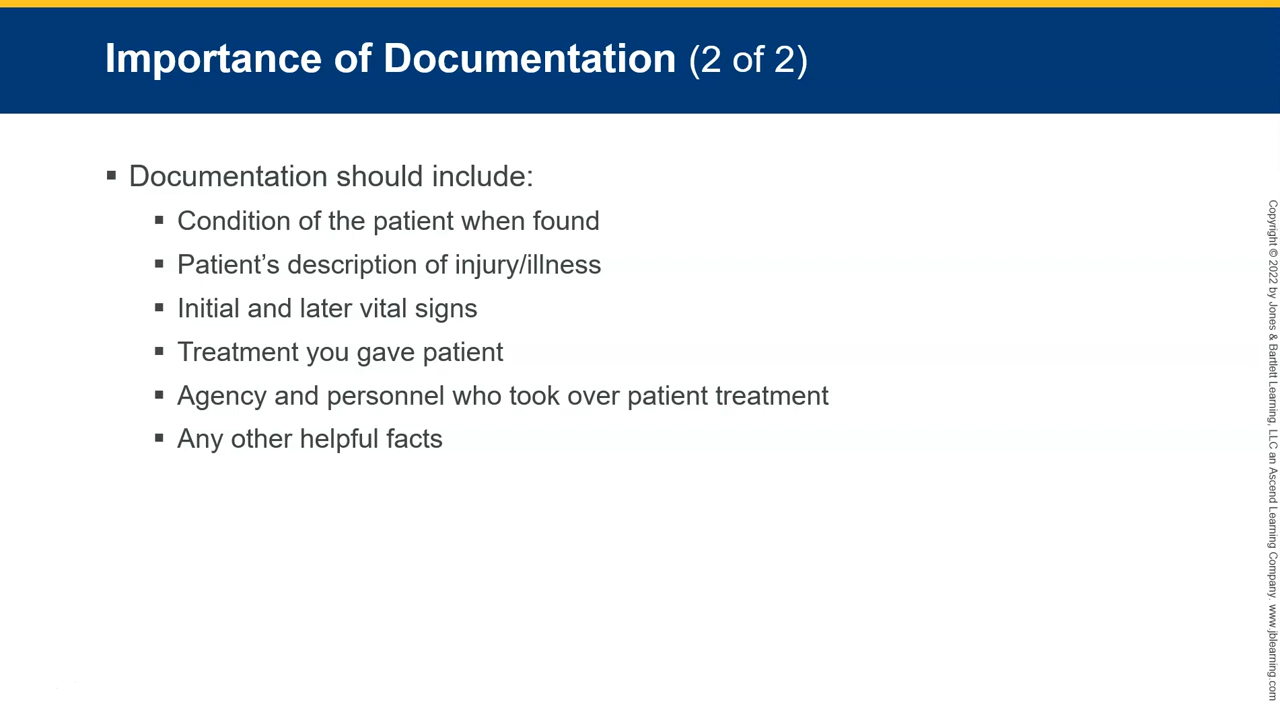 Importance of Documentation (2 of 2)
▪ Documentation should include:
▪ Condition of the patient when found
▪ Patient’s description of injury/illness
▪ Initial and later vital signs
▪ Treatment you gave patient
▪ Agency and personnel who took over patient treatment
▪ Any other helpful facts
Copyright © 2022 by Jones & Bartlett Learning, LLC an Ascend Learning Company. www.jblearning.com